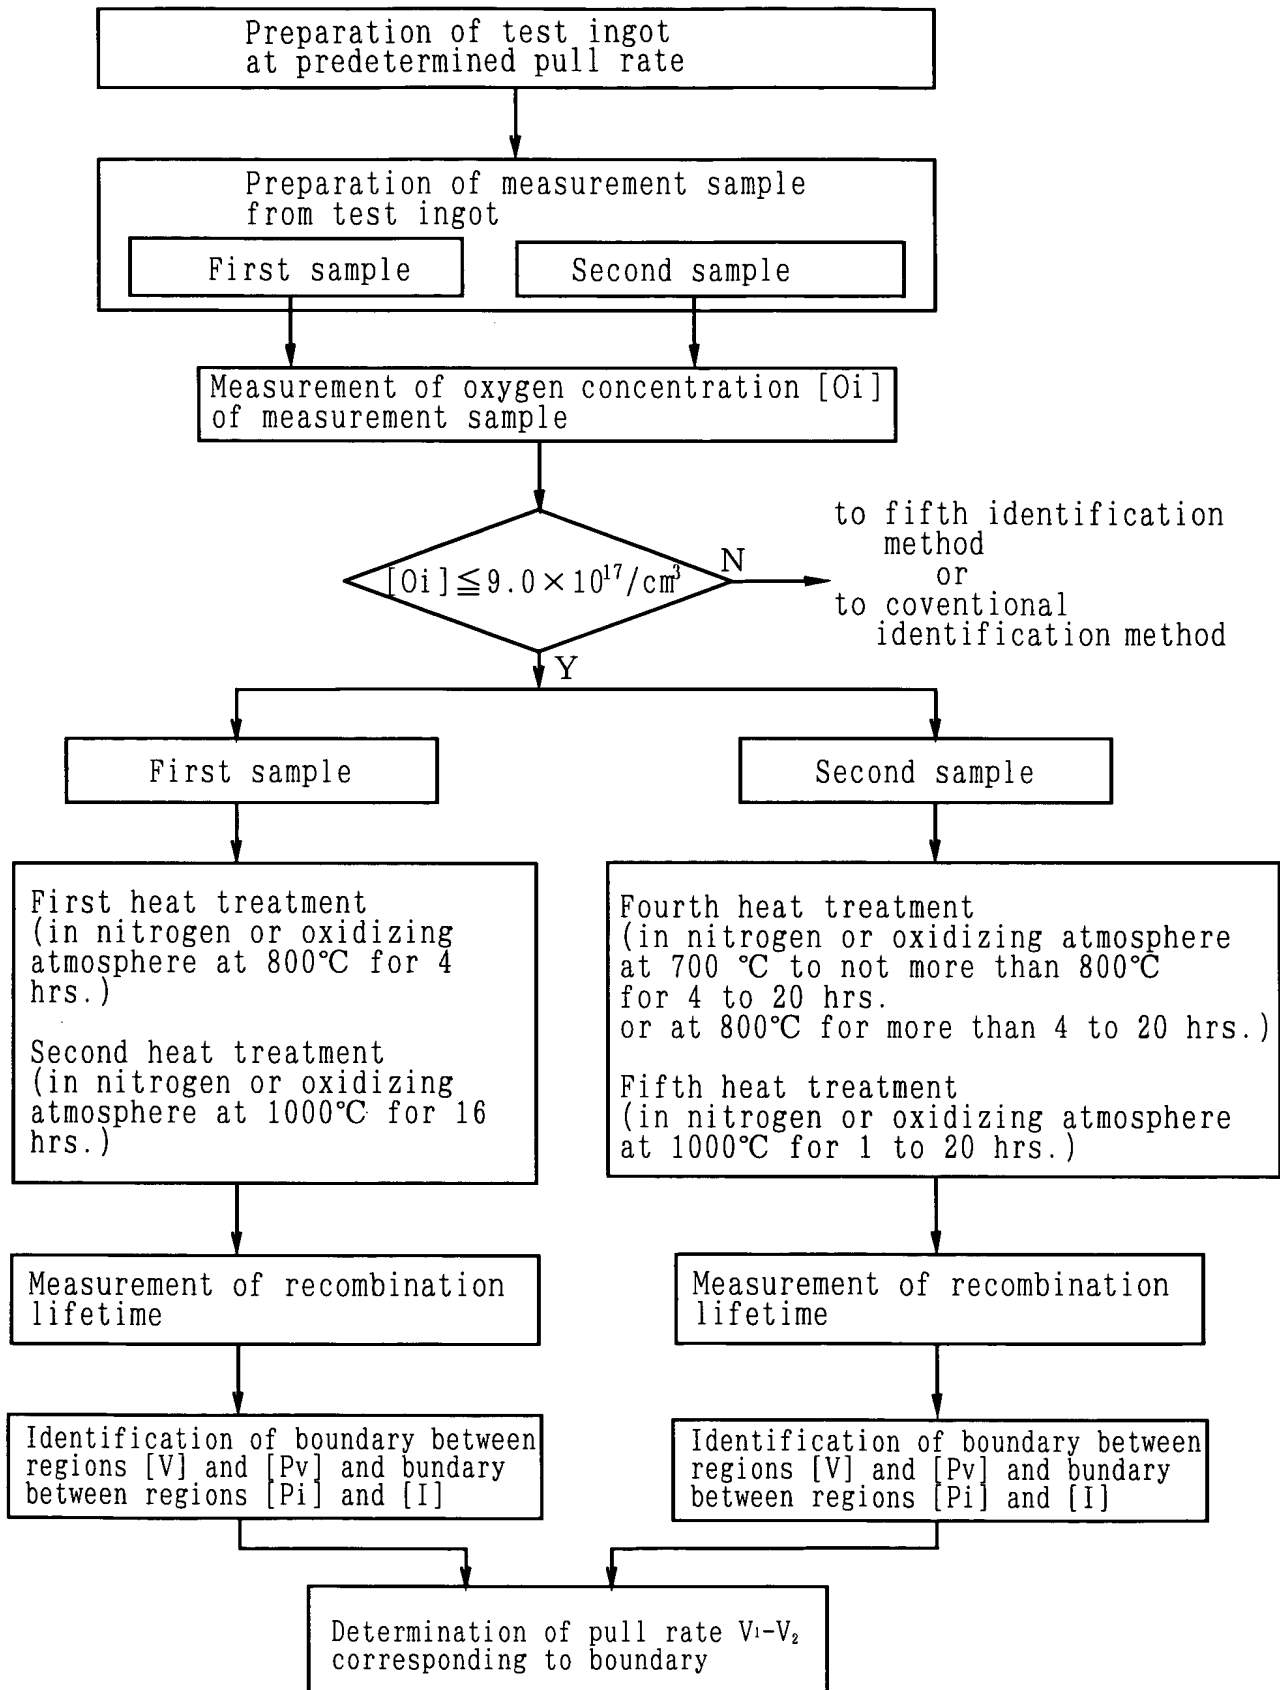 Preparation of test ingot
at predetermined pull rate
Preparation of measurement sample
from test ingot
First sample
Second sample
Measurement of oxygen concentration [Oi]
of measurement sample
[Oi]≦9.0×10¹⁷/cm³
N
to fifth identification
method
or
to coventional
identification method
Y
First sample
Second sample
First heat treatment
(in nitrogen or oxidizing
atmosphere at 800℃ for 4
hrs.)
Second heat treatment
(in nitrogen or oxidizing
atmosphere at 1000℃ for 16
hrs.)
Fourth heat treatment
(in nitrogen or oxidizing atmosphere
at 700 ℃ to not more than 800℃
for 4 to 20 hrs.
or at 800℃ for more than 4 to 20 hrs.)
Fifth heat treatment
(in nitrogen or oxidizing atmosphere
at 1000℃ for 1 to 20 hrs.)
Measurement of recombination
lifetime
Measurement of recombination
lifetime
Identification of boundary between
regions [V] and [Pv] and bundary
between regions [Pi] and [I]
Identification of boundary between
regions [V] and [Pv] and bundary
between regions [Pi] and [I]
Determination of pull rate V₁-V₂
corresponding to boundary